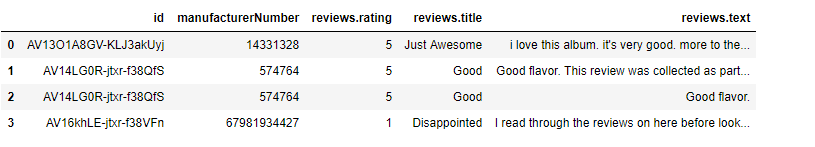 id manufacturerNumber reviews.rating reviews.title reviews.text
0 AV13O1A8GV-KLJ3akUyj 14331328 5 Just Awesome i love this album. it's very good. more to the...
1 AV14LG0R-jtxr-f38QfS 574764 5 Good Good flavor. This review was collected as part...
2 AV14LG0R-jtxr-f38QfS 574764 5 Good Good flavor.
3 AV16khLE-jtxr-f38VFn 67981934427 1 Disappointed I read through the reviews on here before look...